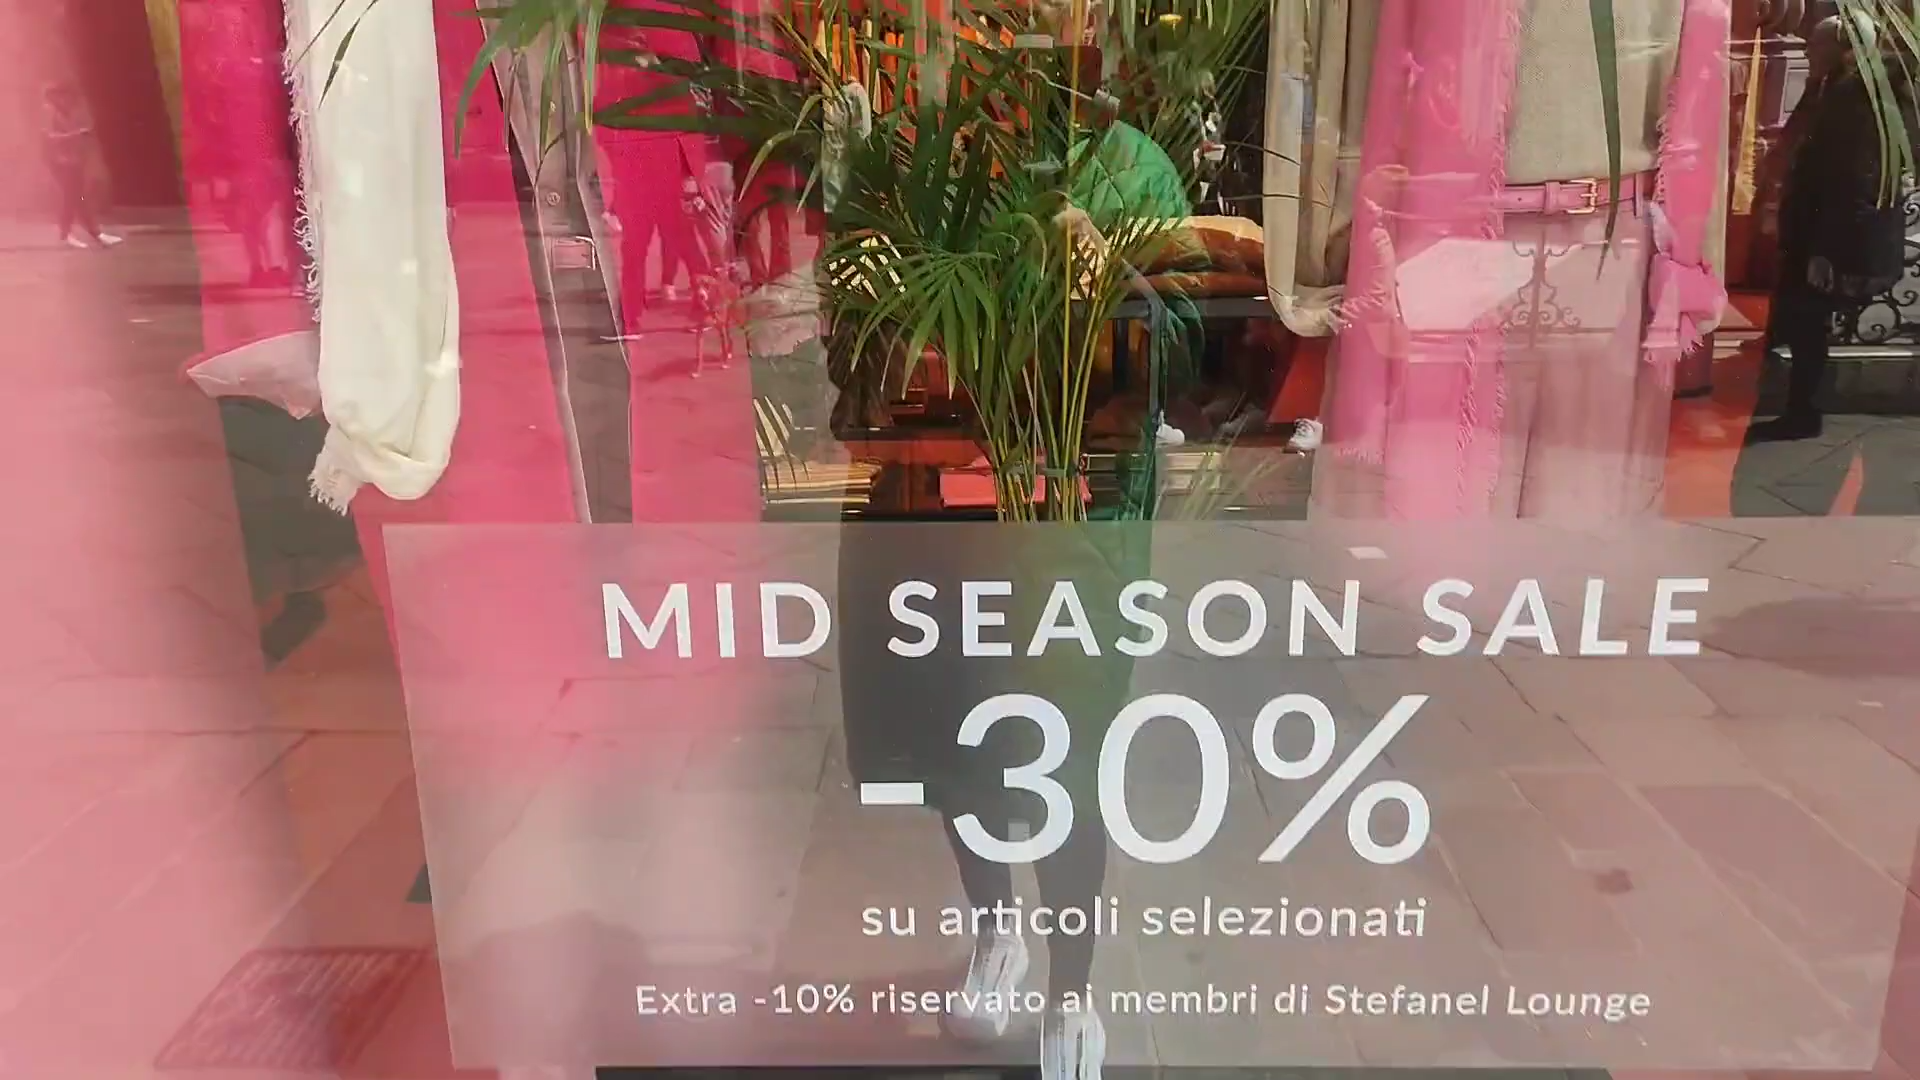 MID SEASON SALE
-30%
su articoli selezionati
Extra -10% riservato ai membri di Stefanel Lounge